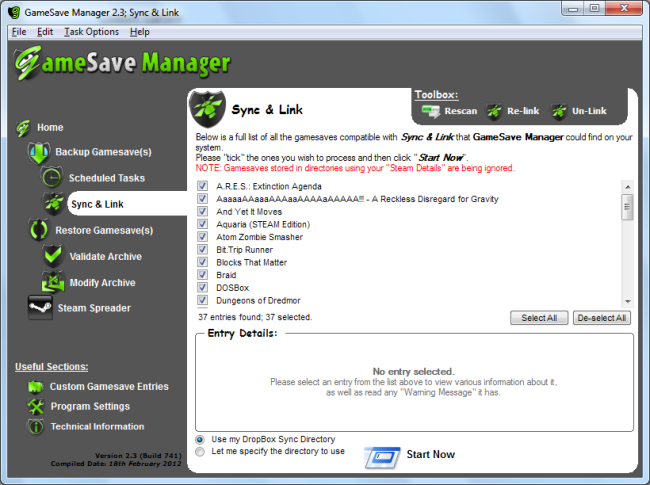 GameSave Manager 2.3; Sync & Link
File Edit Task Options Help
GameSave Manager
Home
Backup Gamesave(s)
Scheduled Tasks
Sync & Link
Restore Gamesave(s)
Validate Archive
Modify Archive
Steam Spreader
Useful Sections:
Custom Gamesave Entries
Program Settings
Technical Information
Version 2.3 (Build 741)
Compiled Date: 18th February 2012
Sync & Link
Toolbox:
Rescan Re-link Un-Link
Below is a full list of all the gamesaves compatible with Sync & Link that GameSave Manager could find on your
system.
Please "tick" the ones you wish to process and then click "Start Now".
NOTE: Gamesaves stored in directories using your "Steam Details" are being ignored.
A.R.E.S.: Extinction Agenda
AaaaaAAaaaAAAaaAAAAaAAAAA!!! - A Reckless Disregard for Gravity
And Yet It Moves
Aquaria (STEAM Edition)
Atom Zombie Smasher
Bit.Trip Runner
Blocks That Matter
Braid
DOSBox
Dungeons of Dredmor
37 entries found; 37 selected.
Select All De-select All
Entry Details:
No entry selected.
Please select an entry from the list above to view various information about it,
as well as read any "Warning Message" it has.
Use my DropBox Sync Directory
Let me specify the directory to use
Start Now